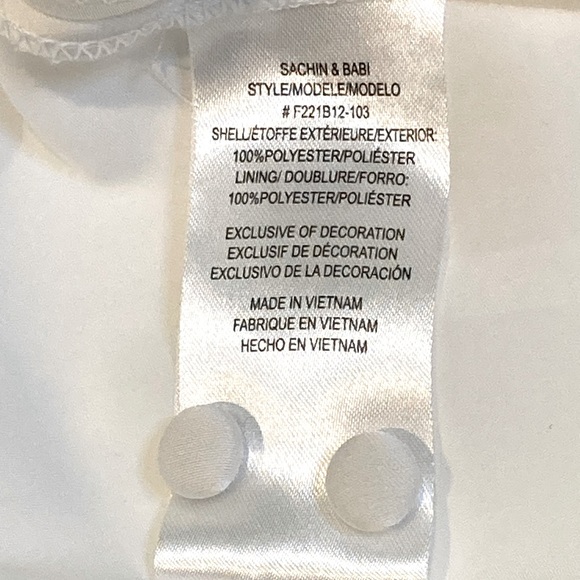 SACHIN & BABI
STYLE/MODELE/MODELO
# F221B12-103
SHELL/ÉTOFFE EXTÉRIEURE/EXTERIOR:
100%POLYESTER/POLIÉSTER
LINING/ DOUBLURE/FORRO:
100%POLYESTER/POLIÉSTER
EXCLUSIVE OF DECORATION
EXCLUSIF DE DÉCORATION
EXCLUSIVO DE LA DECORACIÓN
MADE IN VIETNAM
FABRIQUE EN VIETNAM
HECHO EN VIETNAM